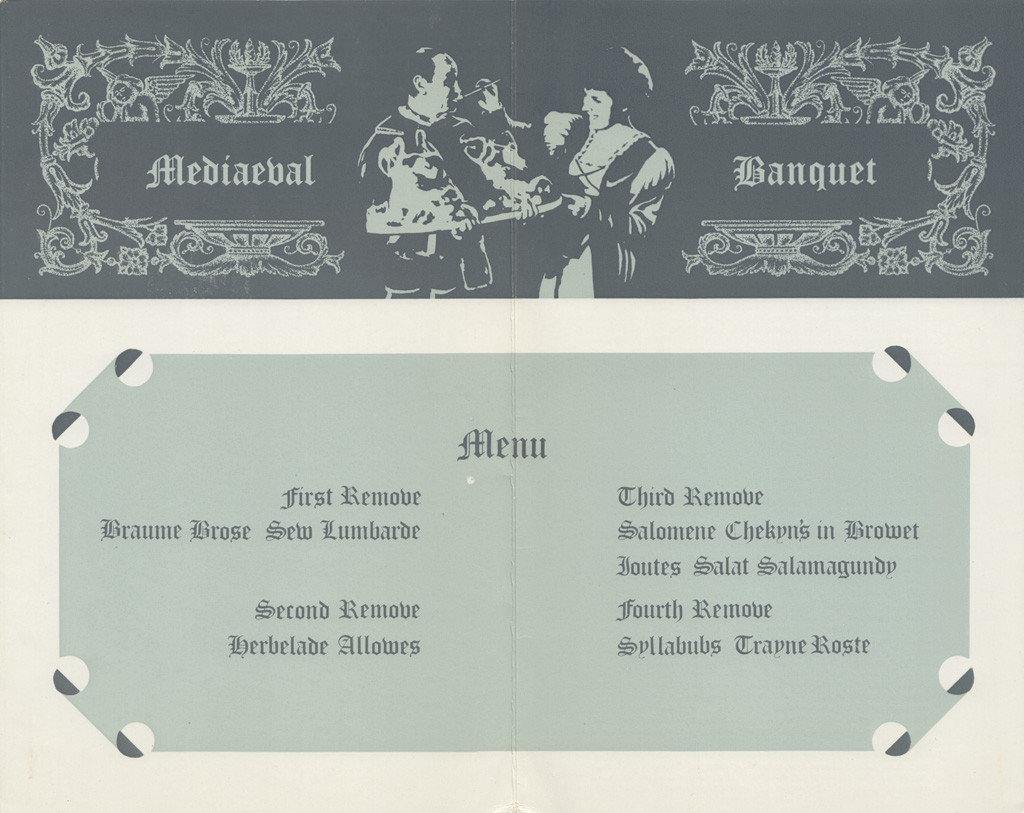 Mediaeval Banquet
Menu
First Remove
Braume Brose Sew Lumbarde
Second Remove
Herbelade Allowes
Third Remove
Salomene Chekyn's in Browet
Ioutes Salat Salamagundy
Fourth Remove
Syllabubs Trayne Roste